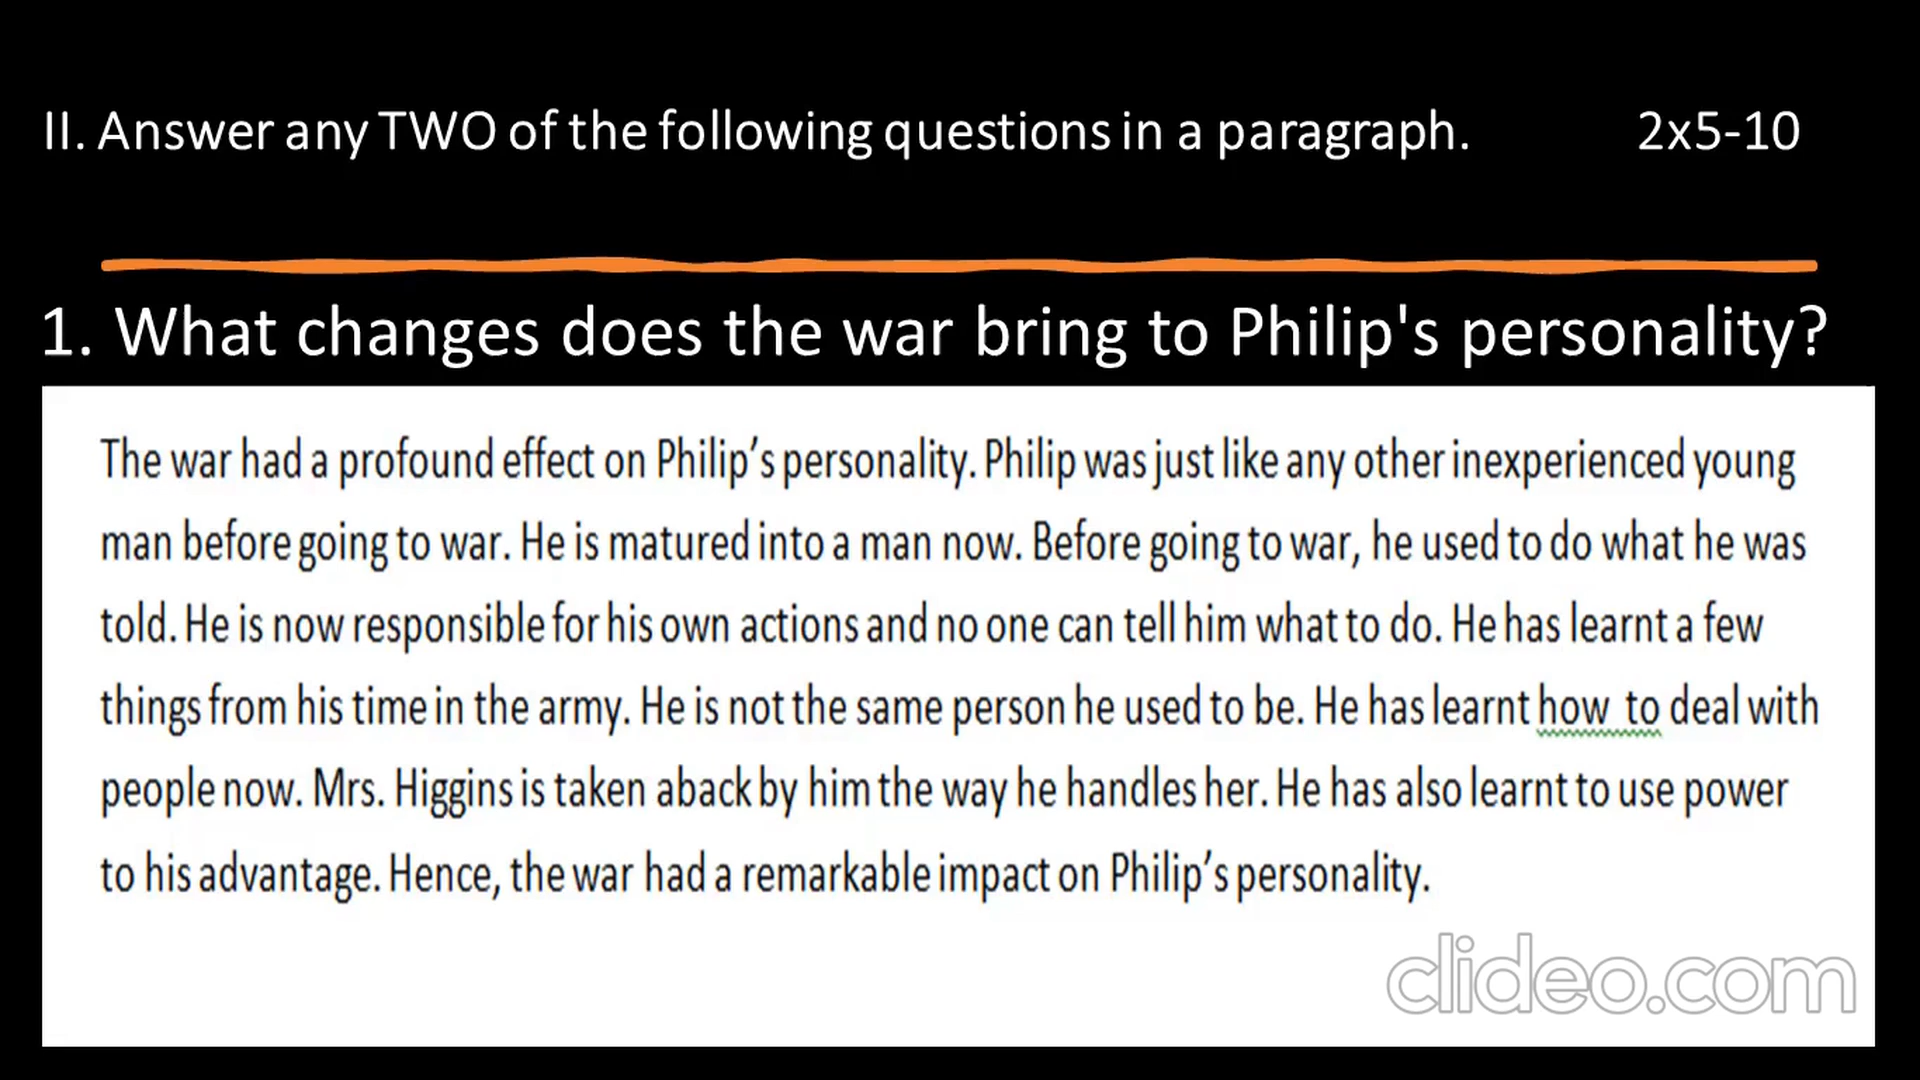 II. Answer any TWO of the following questions in a paragraph. 2x5-10
1. What changes does the war bring to Philip's personality?
The war had a profound effect on Philip’s personality. Philip was just like any other inexperienced young
man before going to war. He is matured into a man now. Before going to war, he used to do what he was
told. He is now responsible for his own actions and no one can tell him what to do. He has learnt a few
things from his time in the army. He is not the same person he used to be. He has learnt how to deal with
people now. Mrs. Higgins is taken aback by him the way he handles her. He has also learnt to use power
to his advantage. Hence, the war had a remarkable impact on Philip’s personality.
clideo.com